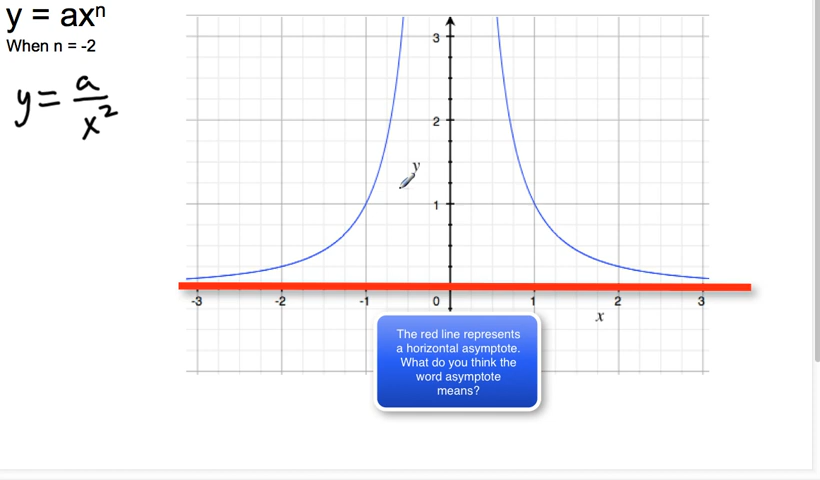 y = axⁿ
When n = -2
y = a/x²
3
2
y
1
-3 -2 -1 0 1 2 3
x
The red line represents
a horizontal asymptote.
What do you think the
word asymptote
means?